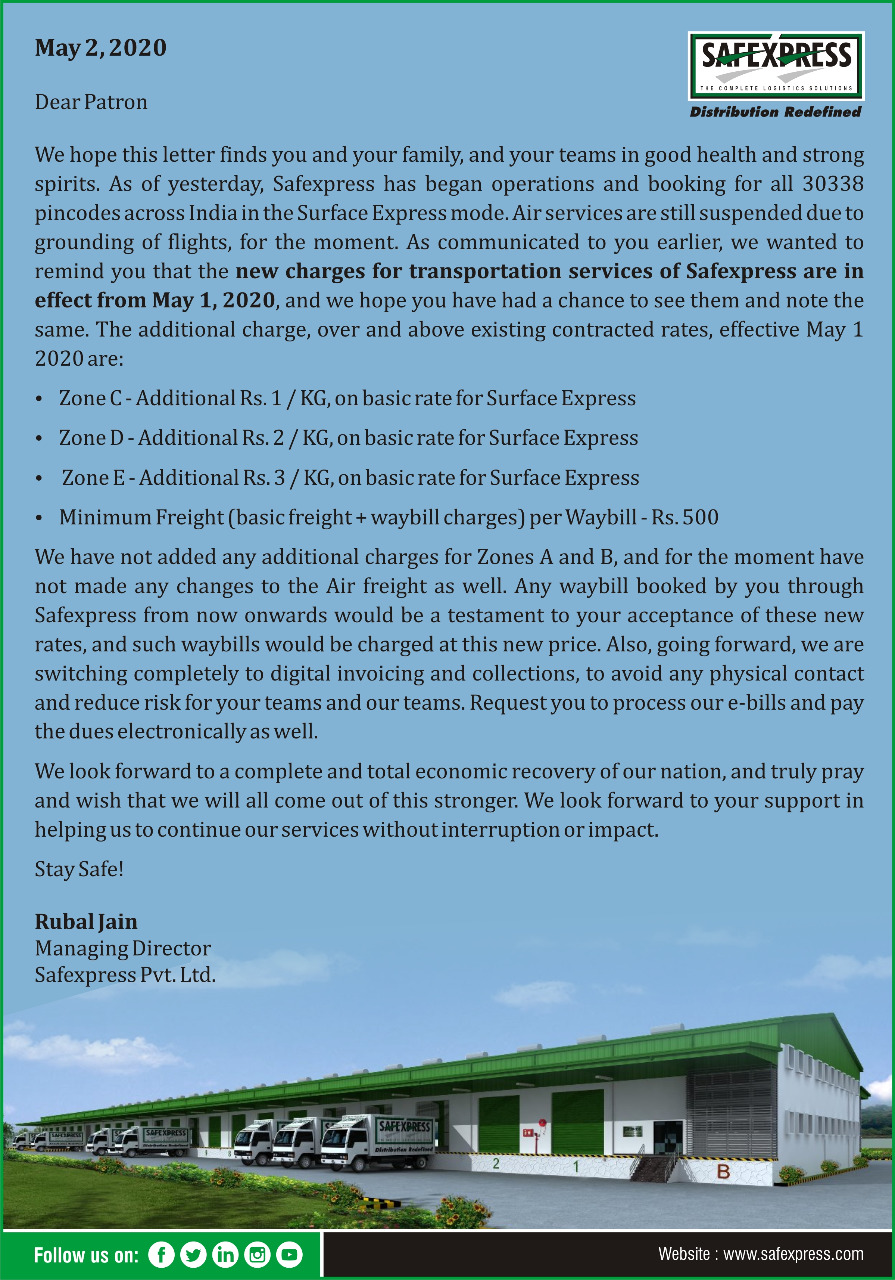 May 2, 2020
SAFEXPRESS
THE COMPLETE LOGISTICS SOLUTIONS
Distribution Redefined
Dear Patron
We hope this letter finds you and your family, and your teams in good health and strong
spirits. As of yesterday, Safexpress has began operations and booking for all 30338
pincodes across India in the Surface Express mode. Air services are still suspended due to
grounding of flights, for the moment. As communicated to you earlier, we wanted to
remind you that the new charges for transportation services of Safexpress are in
effect from May 1, 2020, and we hope you have had a chance to see them and note the
same. The additional charge, over and above existing contracted rates, effective May 1
2020 are:
• Zone C - Additional Rs. 1 / KG, on basic rate for Surface Express
• Zone D - Additional Rs. 2 / KG, on basic rate for Surface Express
• Zone E - Additional Rs. 3 / KG, on basic rate for Surface Express
• Minimum Freight (basic freight + waybill charges) per Waybill - Rs. 500
We have not added any additional charges for Zones A and B, and for the moment have
not made any changes to the Air freight as well. Any waybill booked by you through
Safexpress from now onwards would be a testament to your acceptance of these new
rates, and such waybills would be charged at this new price. Also, going forward, we are
switching completely to digital invoicing and collections, to avoid any physical contact
and reduce risk for your teams and our teams. Request you to process our e-bills and pay
the dues electronically as well.
We look forward to a complete and total economic recovery of our nation, and truly pray
and wish that we will all come out of this stronger. We look forward to your support in
helping us to continue our services without interruption or impact.
Stay Safe!
Rubal Jain
Managing Director
Safexpress Pvt. Ltd.
SAFEXPRESS
SAFEXPRESS
SAFEXPRESS
Distribution Redefined
2
1
B
Follow us on:
Website : www.safexpress.com